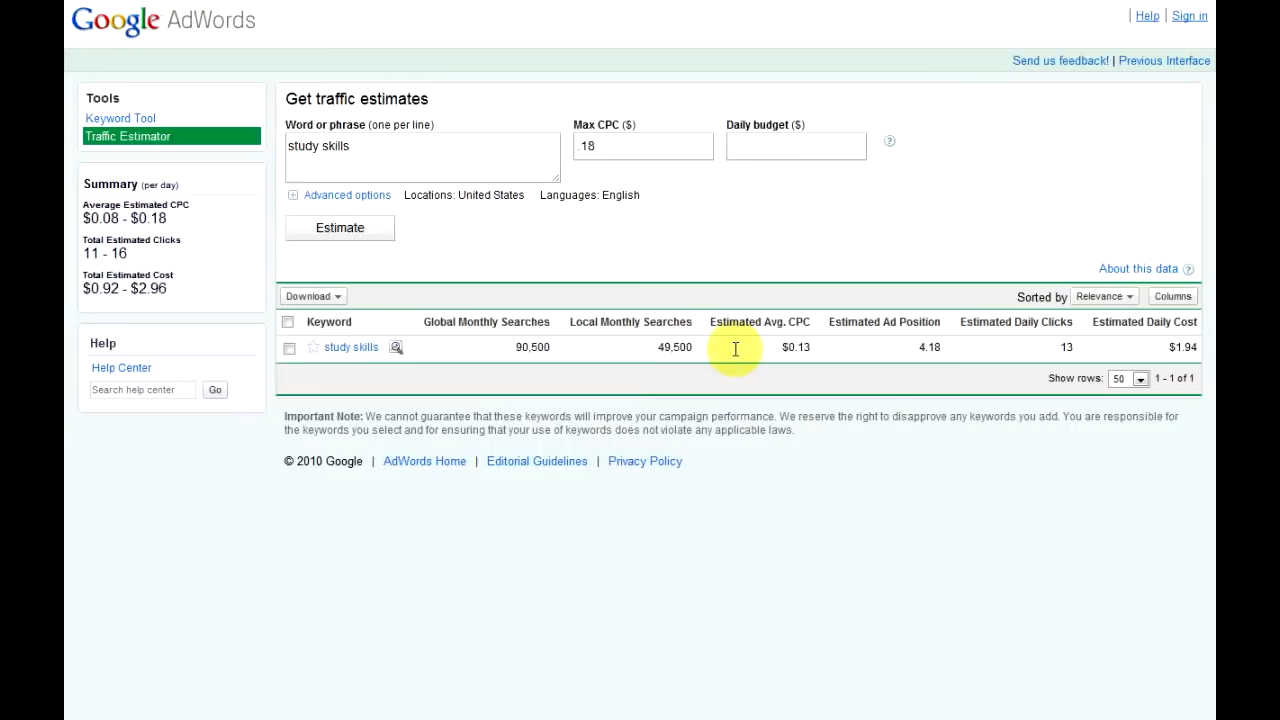 Google AdWords
Help | Sign in
Send us feedback! | Previous Interface
Tools
Keyword Tool
Traffic Estimator
Summary (per day)
Average Estimated CPC
$0.08 - $0.18
Total Estimated Clicks
11 - 16
Total Estimated Cost
$0.92 - $2.96
Help
Help Center
Search help center Go
Get traffic estimates
Word or phrase (one per line) Max CPC ($) Daily budget ($)
study skills .18 ?
Advanced options Locations: United States Languages: English
Estimate
About this data ?
Download Sorted by Relevance Columns
Keyword Global Monthly Searches Local Monthly Searches Estimated Avg. CPC Estimated Ad Position Estimated Daily Clicks Estimated Daily Cost
study skills 90,500 49,500 $0.13 4.18 13 $1.94
Show rows: 50 1 - 1 of 1
Important Note: We cannot guarantee that these keywords will improve your campaign performance. We reserve the right to disapprove any keywords you add. You are responsible for
the keywords you select and for ensuring that your use of keywords does not violate any applicable laws.
© 2010 Google | AdWords Home | Editorial Guidelines | Privacy Policy